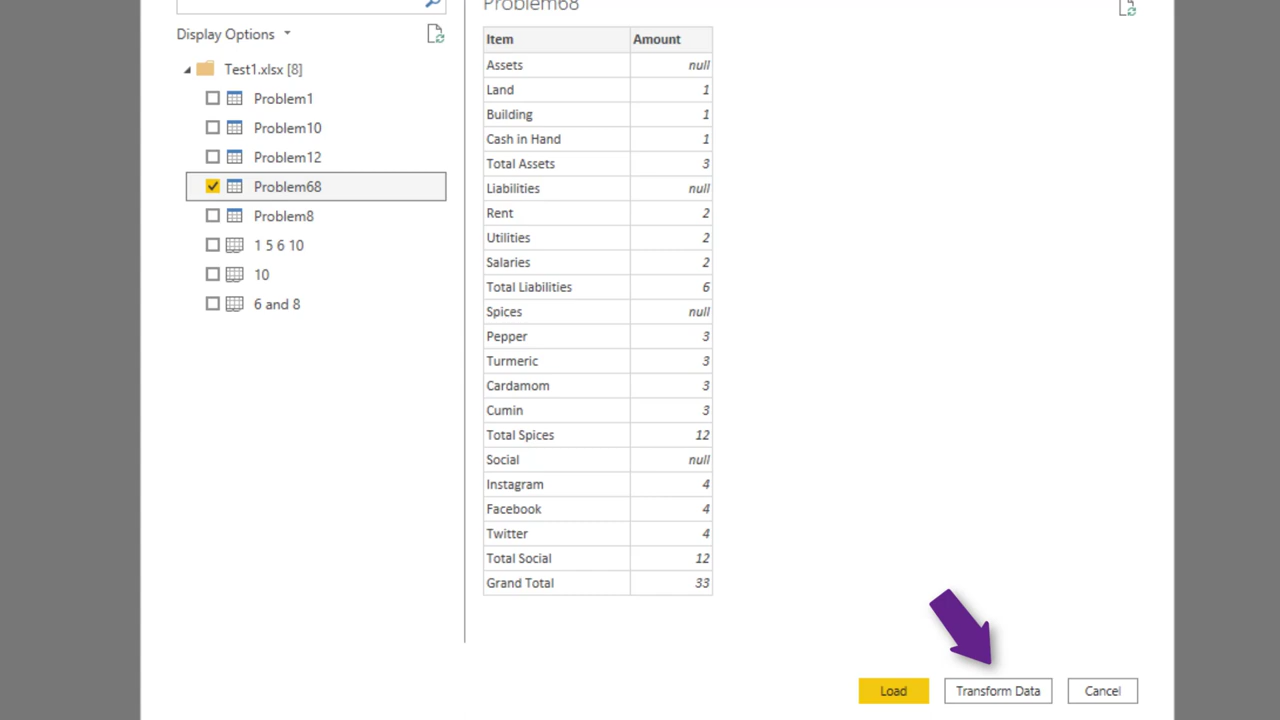 Problem68
Display Options
Test1.xlsx [8]
Problem1
Problem10
Problem12
Problem68
Problem8
1 5 6 10
10
6 and 8
Item Amount
Assets null
Land 1
Building 1
Cash in Hand 1
Total Assets 3
Liabilities null
Rent 2
Utilities 2
Salaries 2
Total Liabilities 6
Spices null
Pepper 3
Turmeric 3
Cardamom 3
Cumin 3
Total Spices 12
Social null
Instagram 4
Facebook 4
Twitter 4
Total Social 12
Grand Total 33
Load Transform Data Cancel